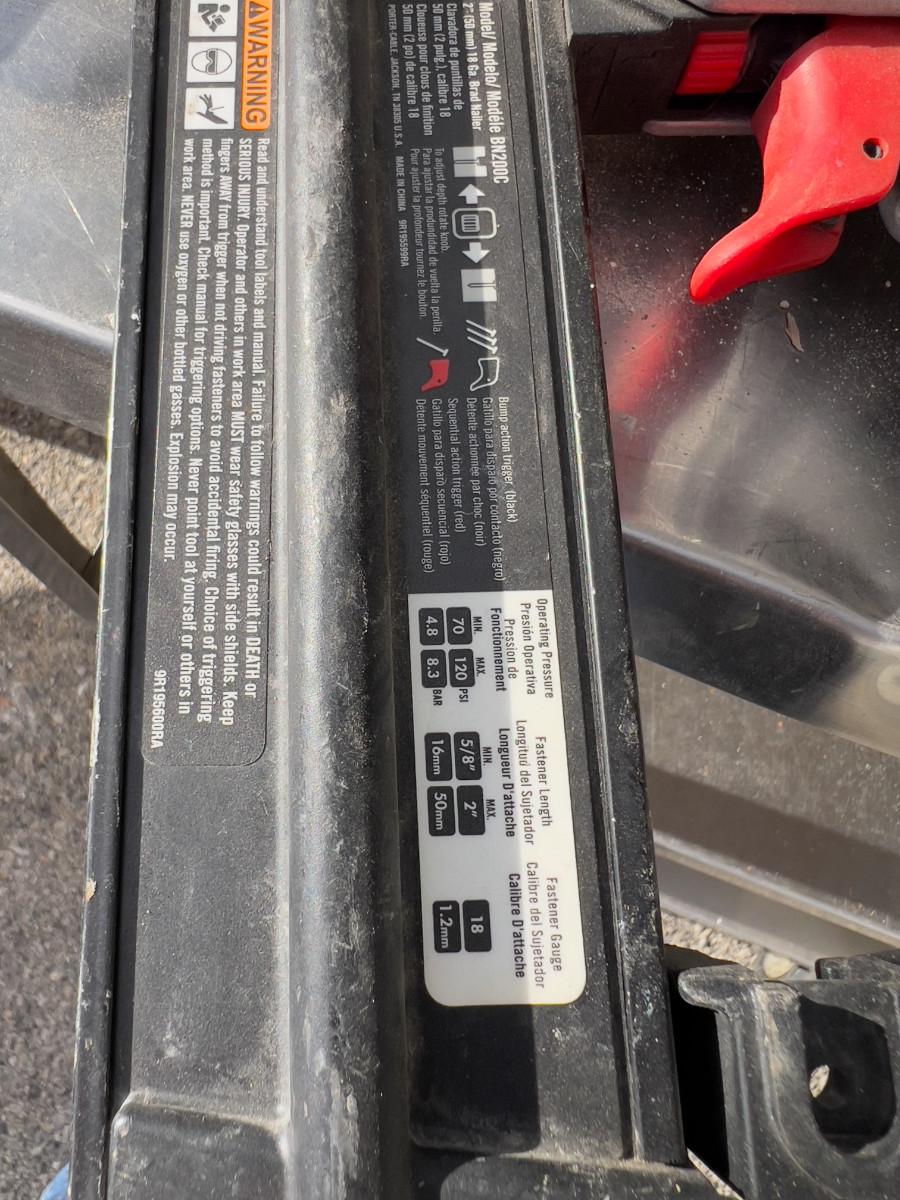 Model/ Modelo/ Modéle BN200C
2" (50 mm) 18 Ga. Brad Nailer
Clavadora de puntillas de
50 mm (2 pulg.), calibre 18
Cloueuse pour clous de finition
50 mm (2 po) de calibre 18
PORTER-CABLE, JACKSON, TN 38305 U.S.A. MADE IN CHINA 9R195599RA
To adjust depth rotate knob.
Para ajustar la produndidad de vuelta la perilla.
Pour ajuster la profondeur tournez le bouton.
Bump action trigger, (black)
Gatillo para disparo por contacto (negro)
Detente actionnée par choc (noir)
Sequential action trigger (red)
Gatillo para disparo secuencial (rojo)
Détente mouvement séquentiel (rouge)
Operating Pressure
Presión Operativa
Pression de
Fonctionnement
MIN. MAX.
70 120 PSI
4.8 8.3 BAR
Fastener Length
Longitud del Sujetador
Longueur D'attache
MIN. MAX.
5/8" 2"
16mm 50mm
Fastener Gauge
Calibre del Sujetador
Calibre D'attache
18
1.2mm
WARNING
Read and understand tool labels and manual. Failure to follow warnings could result in DEATH or
SERIOUS INJURY. Operator and others in work area MUST wear safety glasses with side shields. Keep
fingers AWAY from trigger when not driving fasteners to avoid accidental firing. Choice of triggering
method is important. Check manual for triggering options. Never point tool at yourself or others in
work area. NEVER use oxygen or other bottled gasses. Explosion may occur.
9R195600RA